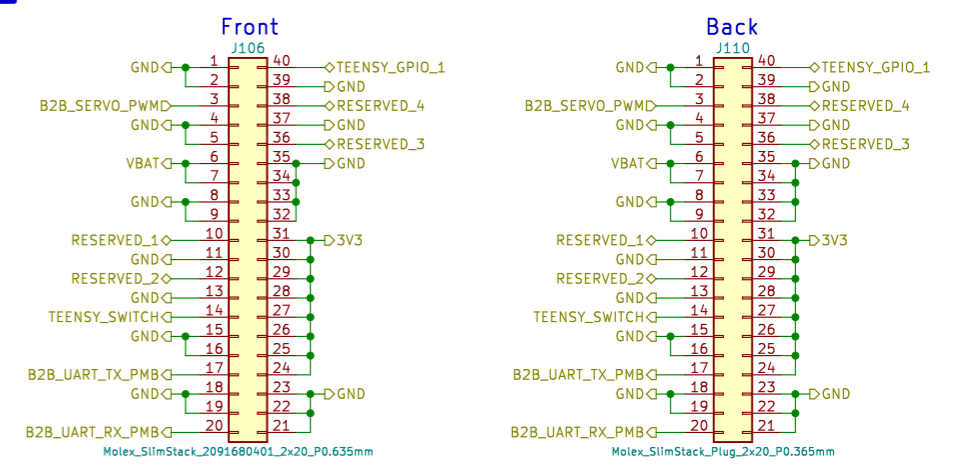 Front
J106
GND 1 40 TEENSY_GPIO_1
2 39 GND
B2B_SERVO_PWM 3 38 RESERVED_4
GND 4 37 GND
5 36 RESERVED_3
VBAT 6 35 GND
7 34
GND 8 33
9 32
RESERVED_1 10 31 3V3
GND 11 30
RESERVED_2 12 29
GND 13 28
TEENSY_SWITCH 14 27
GND 15 26
16 25
B2B_UART_TX_PMB 17 24
GND 18 23 GND
19 22
B2B_UART_RX_PMB 20 21
Molex_SlimStack_2091680401_2x20_P0.635mm
Back
J110
GND 1 40 TEENSY_GPIO_1
2 39 GND
B2B_SERVO_PWM 3 38 RESERVED_4
GND 4 37 GND
5 36 RESERVED_3
VBAT 6 35 GND
7 34
GND 8 33
9 32
RESERVED_1 10 31 3V3
GND 11 30
RESERVED_2 12 29
GND 13 28
TEENSY_SWITCH 14 27
GND 15 26
16 25
B2B_UART_TX_PMB 17 24
GND 18 23 GND
19 22
B2B_UART_RX_PMB 20 21
Molex_SlimStack_Plug_2x20_P0.365mm